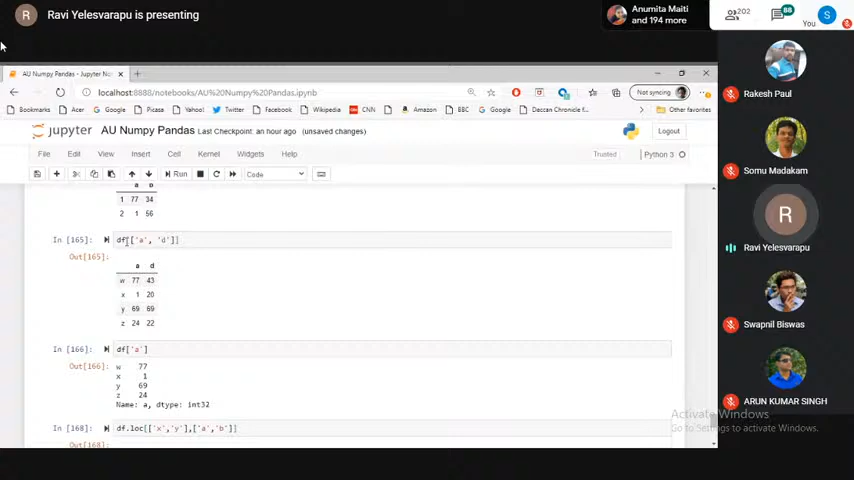 R Ravi Yelesvarapu is presenting
Anumita Maiti
and 194 more
202
88
S
AU Numpy Pandas - Jupyter Not
localhost:8888/notebooks/AU%20Numpy%20Pandas.ipynb
Not syncing
Bookmarks Acer Google Picasa Yahoo! Twitter Facebook Wikipedia CNN Amazon BBC Google Daccan Chronicle Other favorites
jupyter AU Numpy Pandas Last Checkpoint: an hour ago (unsaved changes)
Logout
File Edit View Insert Cell Kernel Widgets Help
Trusted Python 3
Run Code
a b
1 77 34
2 1 56
In [165]: df[['a', 'd']]
Out[165]:
a d
w 77 43
x 1 20
y 69 69
z 24 22
In [166]: df['a']
Out[166]: w 77
x 1
y 69
z 24
Name: a, dtype: int32
In [168]: df.loc[['x','y'],['a','b']]
Out[168]:
Rakesh Paul
Somu Madakam
R
Ravi Yelesvarapu
Swapnil Biswas
ARUN KUMAR SINGH
Activate Windows
Go to Settings to activate Windows.